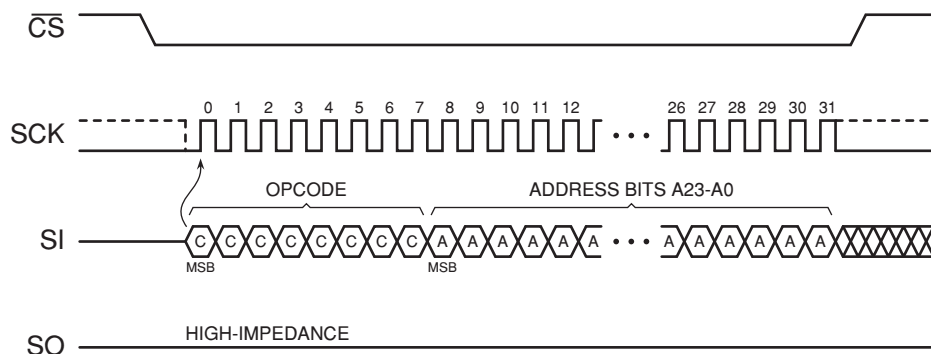 CS
SCK
0 1 2 3 4 5 6 7 8 9 10 11 12 26 27 28 29 30 31
OPCODE ADDRESS BITS A23-A0
SI
C C C C C C C C A A A A A A A A A A A A
MSB MSB
HIGH-IMPEDANCE
SO